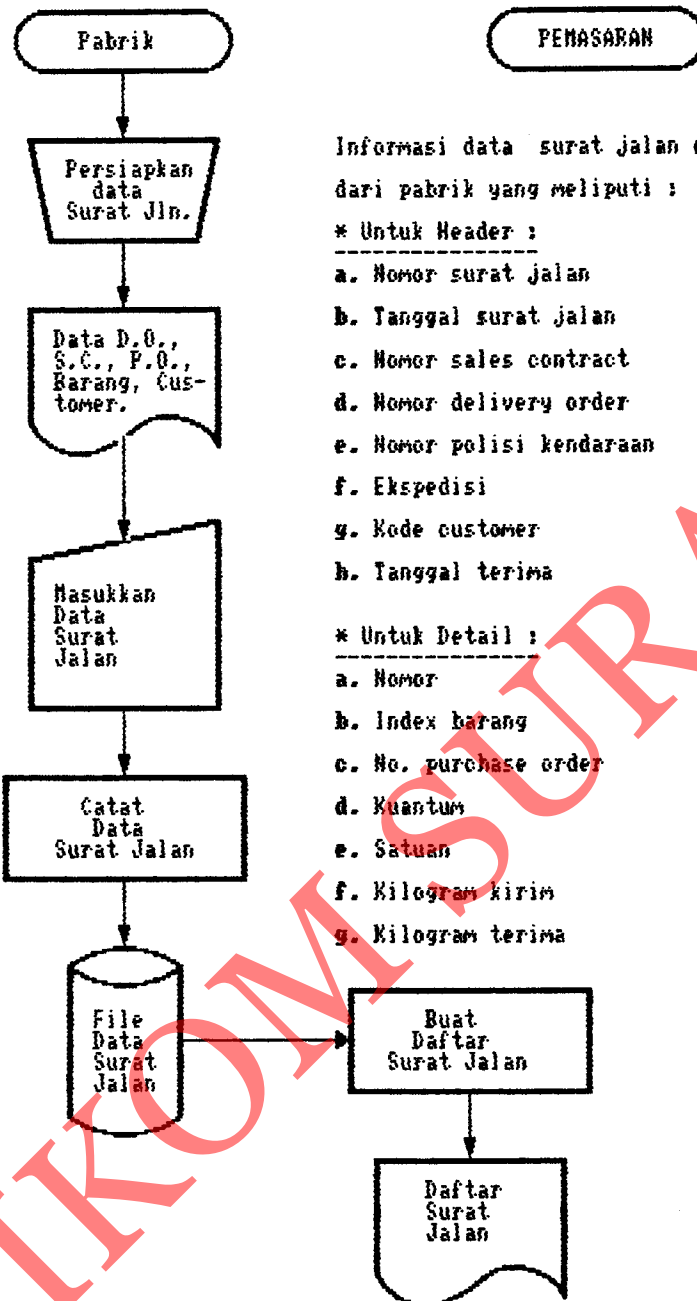 Pabrik
PEMASARAN
Persiapkan
data
Surat Jln.
Data D.O.,
S.C., P.O.,
Barang, Cus-
tomer.
Masukkan
Data
Surat
Jalan
Catat
Data
Surat Jalan
File
Data
Surat
Jalan
Informasi data surat jalan
dari pabrik yang meliputi :
* Untuk Header :
a. Nomor surat jalan
b. Tanggal surat jalan
c. Nomor sales contract
d. Nomor delivery order
e. Nomor polisi kendaraan
f. Ekspedisi
g. Kode customer
h. Tanggal terima
* Untuk Detail :
a. Nomor
b. Index barang
c. No. purchase order
d. Kuantum
e. Satuan
f. Kilogram kirim
g. Kilogram terima
Buat
Daftar
Surat Jalan
Daftar
Surat
Jalan
IKOM SURA